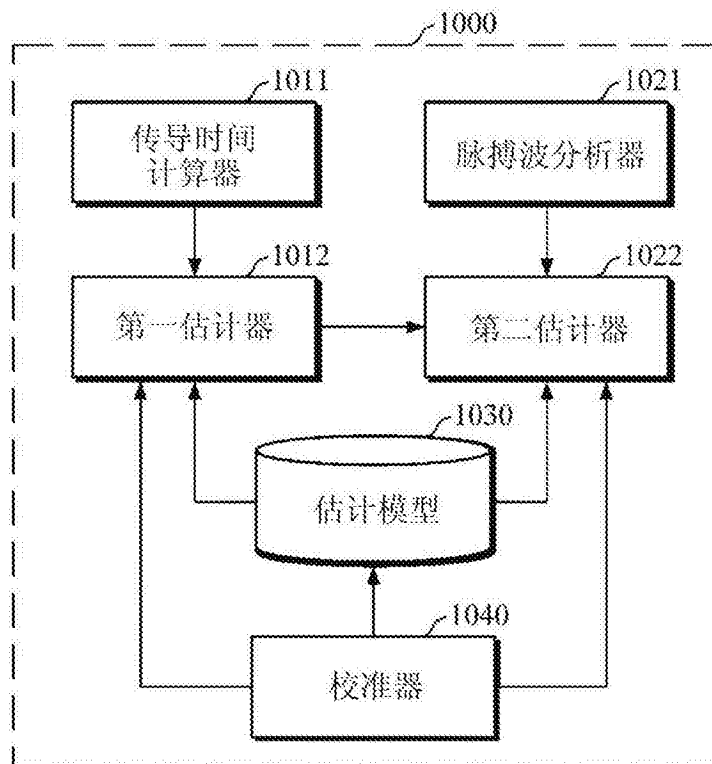 1000
1011
1021
传导时间
计算器
脉搏波分析器
1012
1022
第一估计器
第二估计器
1030
估计模型
1040
校准器